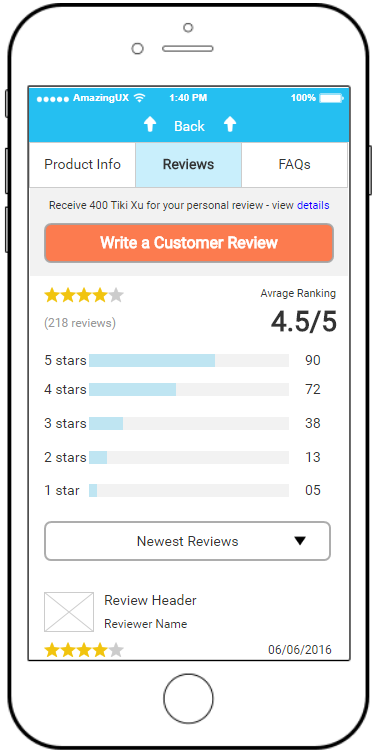 AmazingUX 1:40 PM 100%
Back
Product Info Reviews FAQs
Receive 400 Tiki Xu for your personal review - view details
Write a Customer Review
Avrage Ranking
(218 reviews) 4.5/5
5 stars 90
4 stars 72
3 stars 38
2 stars 13
1 star 05
Newest Reviews
Review Header
Reviewer Name
06/06/2016